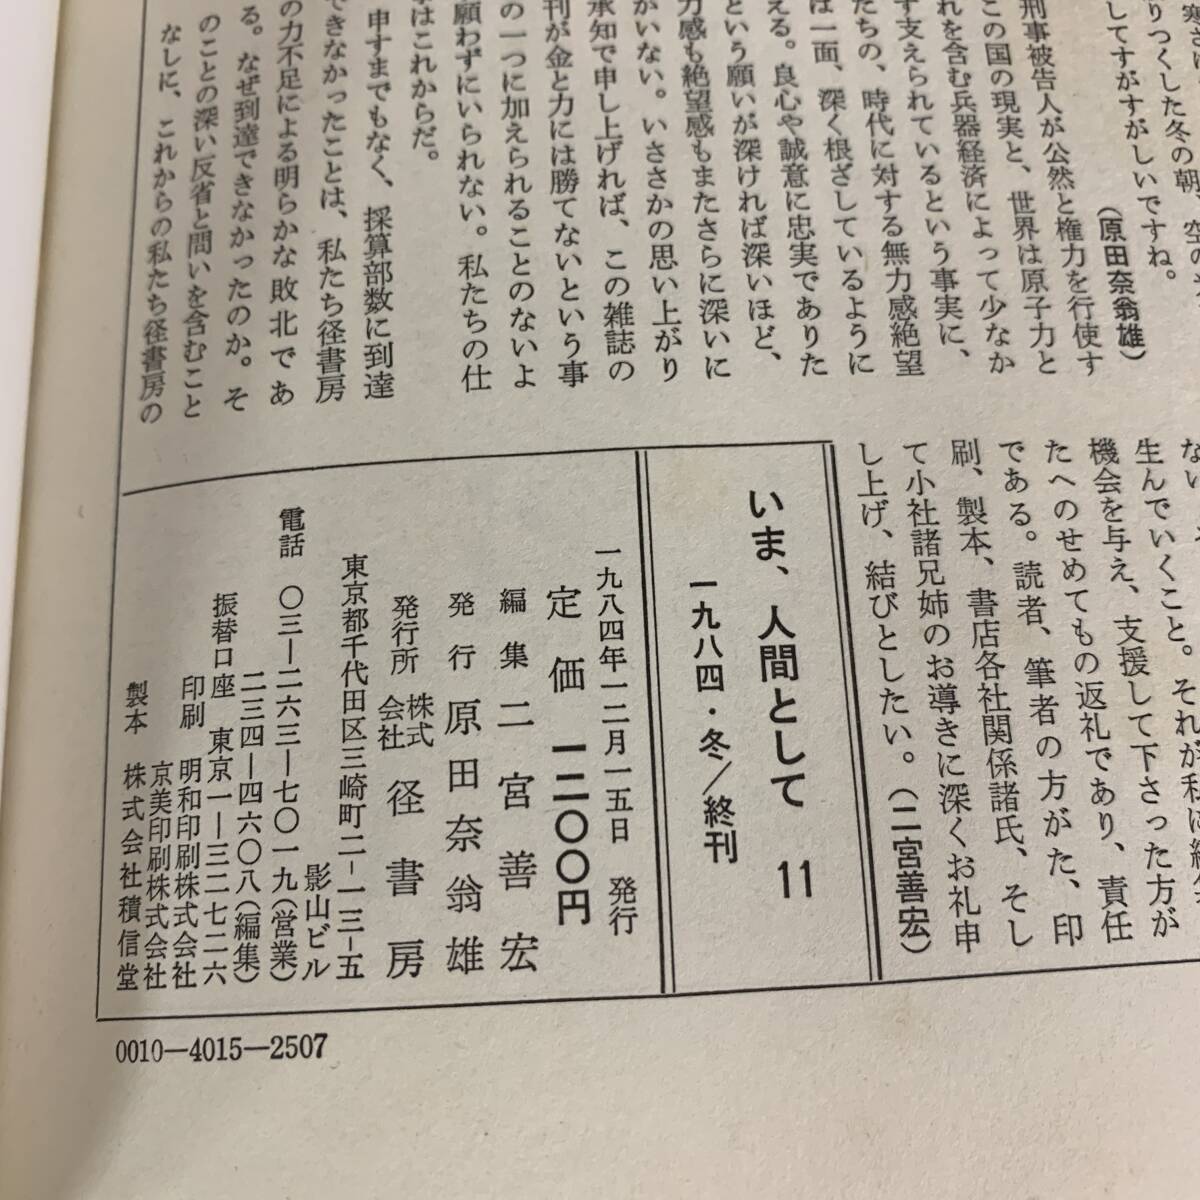 寒さに
りつくした冬の朝、空の
してすがすがしいですね。
（原田奈翁雄）
刑事被告人が公然と権力を行使す
この国の現実と、世界は原子力と
れを含む兵器経済によって少なか
ず支えられているという事実に、
たちの、時代に対する無力感絶望
は一面、深く根ざしているように
える。良心や誠意に忠実でありた
という願いが深ければ深いほど、
力感も絶望感もまたさらに深いに
がいない。いささかの思い上がり
承知で申し上げれば、この雑誌の
刊が金と力には勝てないという事
の一つに加えられることのないよ
願わずにいられない。私たちの仕
はこれからだ。
申すまでもなく、採算部数に到達
できなかったことは、私たち径書房
の力不足による明らかな敗北であ
る。なぜ到達できなかったのか。そ
のことの深い反省と問いを含むこと
なしに、これからの私たち径書房の
生んでいくこと。それが私に
機会を与え、支援して下さった方が
たへのせめてもの返礼であり、責任
である。読者、筆者の方がた、印
刷、製本、書店各社関係諸氏、そし
て小社諸兄姉のお導きに深くお礼申
し上げ、結びとしたい。（二宮善宏）
いま、人間として 11
一九八四・冬／終刊
一九八四年一二月一五日 発行
定価 一二〇〇円
編集 二宮善宏
発行 原田奈翁雄
発行所 株式会社 径書房
東京都千代田区三崎町二―一三―五
影山ビル
電話 〇三―二六三―七〇一九（営業）
二三四―四六〇八（編集）
振替口座 東京一―三二七二六
印刷 明和印刷株式会社
京美印刷株式会社
製本 株式会社積信堂
0010―4015―2507